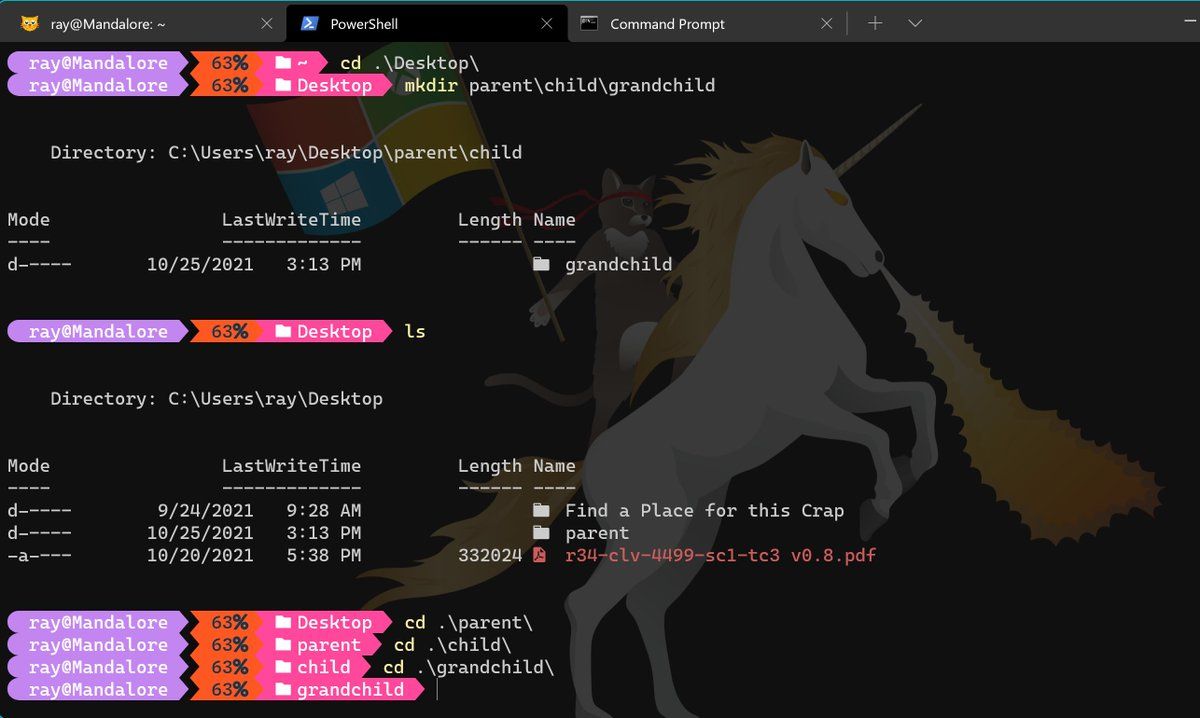 ray@Mandalore: ~
PowerShell
Command Prompt
ray@Mandalore 63% ~ cd .\Desktop\
ray@Mandalore 63% Desktop mkdir parent\child\grandchild
Directory: C:\Users\ray\Desktop\parent\child
Mode LastWriteTime Length Name
---- ------------- ------ ----
d----- 10/25/2021 3:13 PM grandchild
ray@Mandalore 63% Desktop ls
Directory: C:\Users\ray\Desktop
Mode LastWriteTime Length Name
---- ------------- ------ ----
d----- 9/24/2021 9:28 AM Find a Place for this Crap
d----- 10/25/2021 3:13 PM parent
-a---- 10/20/2021 5:38 PM 332024 r34-clv-4499-sc1-tc3 v0.8.pdf
ray@Mandalore 63% Desktop cd .\parent\
ray@Mandalore 63% parent cd .\child\
ray@Mandalore 63% child cd .\grandchild\
ray@Mandalore 63% grandchild